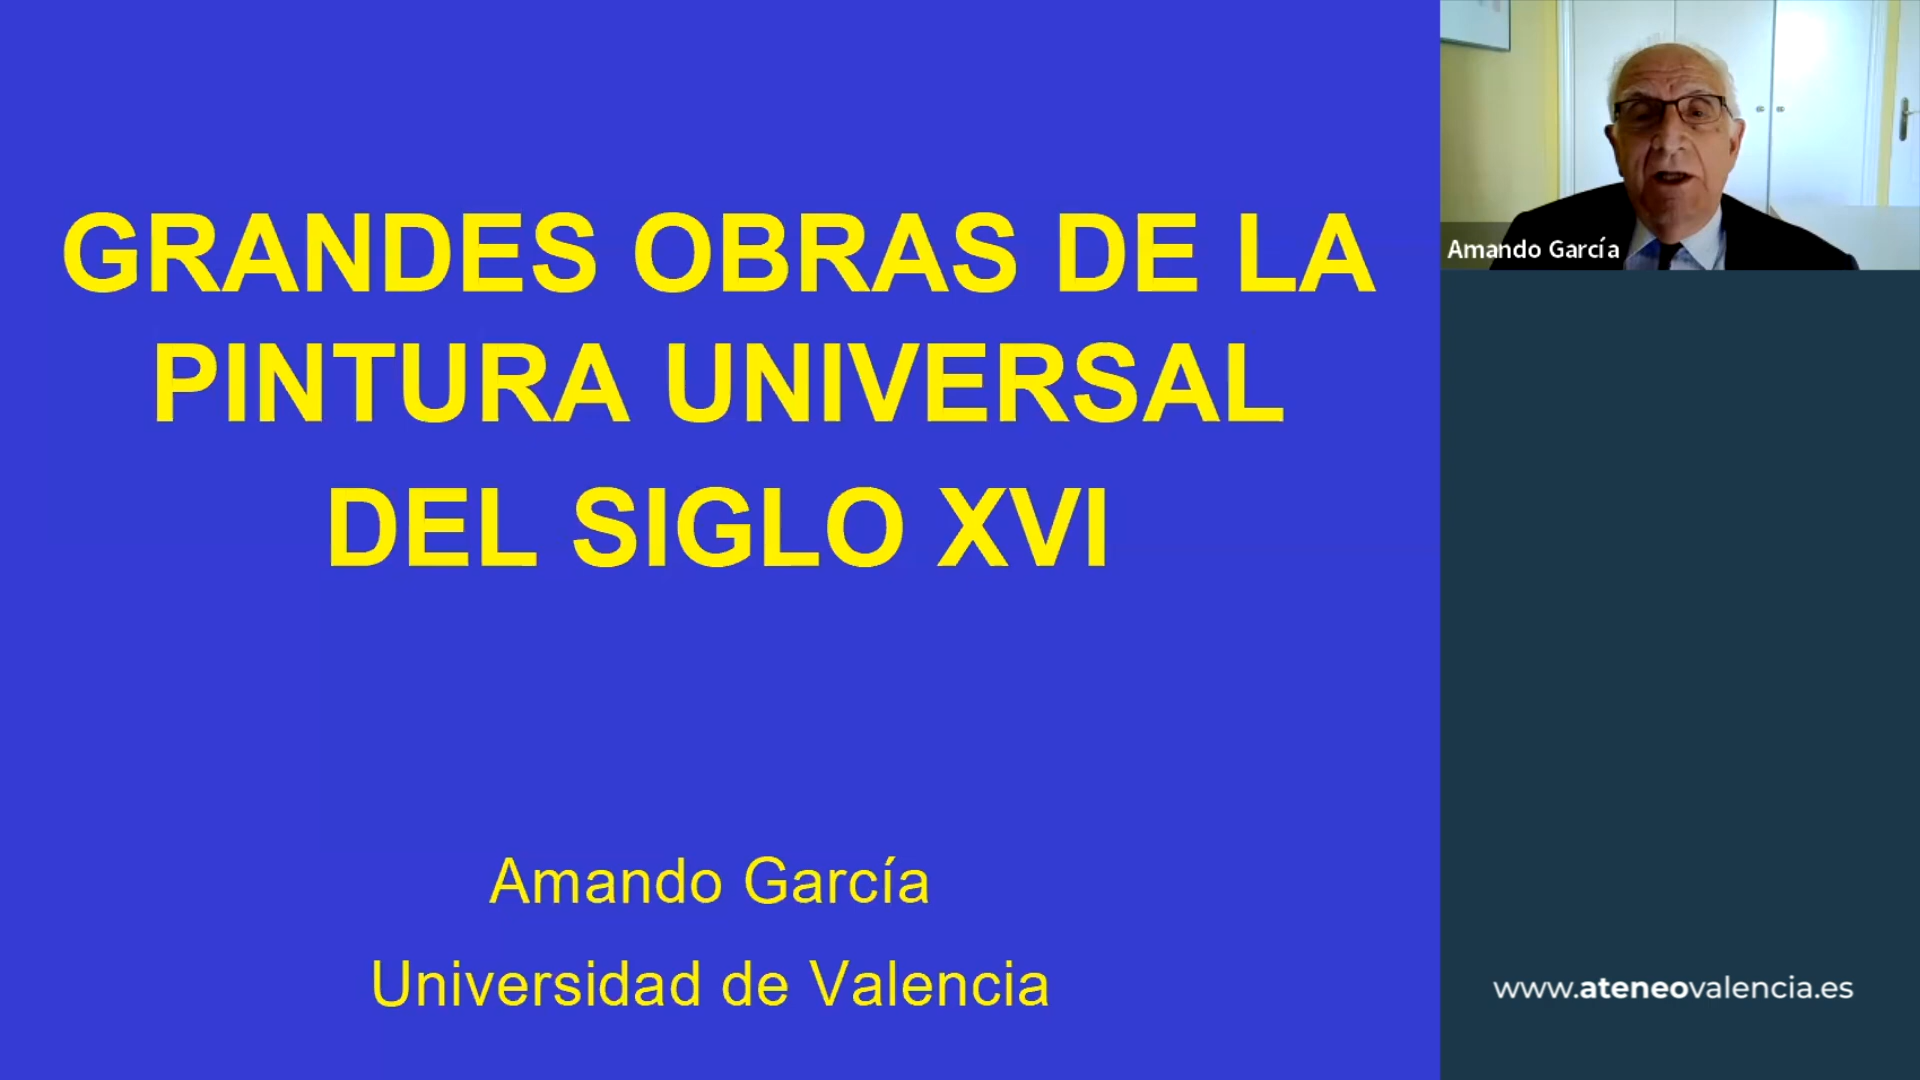 GRANDES OBRAS DE LA
PINTURA UNIVERSAL
DEL SIGLO XVI
Amando García
Universidad de Valencia
Amando García
www.ateneovalencia.es